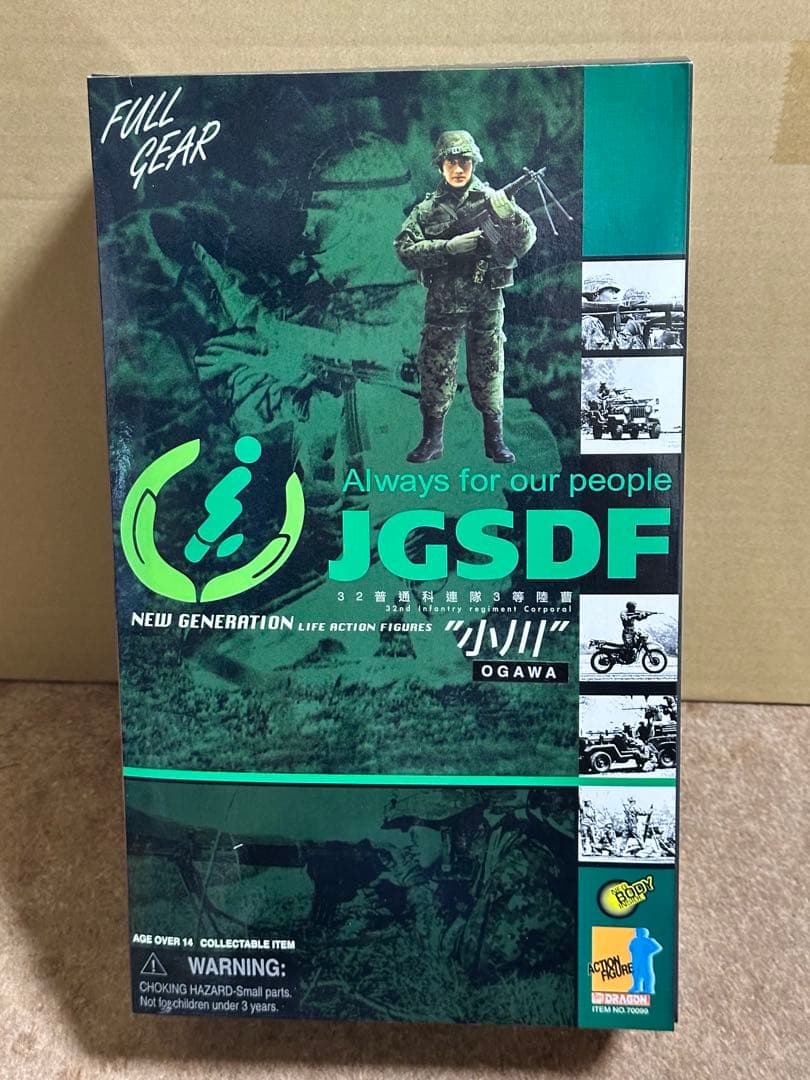 FULL
GEAR
Always for our people
JGSDF
32普通科連隊3等陸曹
32nd Infantry regiment Corporal
NEW GENERATION LIFE ACTION FIGURES
"小川"
OGAWA
NEW
BODY
INSIDE
AGE OVER 14 COLLECTABLE ITEM
WARNING:
CHOKING HAZARD-Small parts.
Not for children under 3 years.
ACTION
FIGURE
DRAGON
ITEM NO.70099